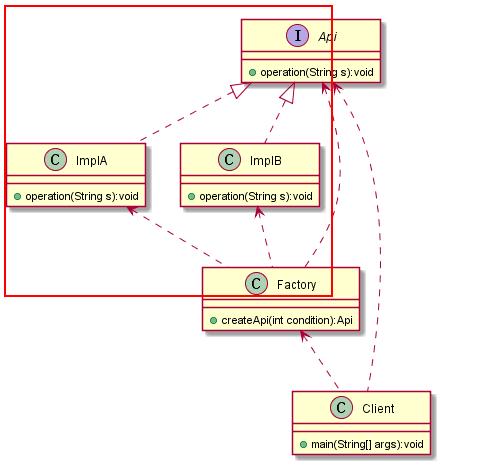 I Api
operation(String s):void
C ImplA
operation(String s):void
C ImplB
operation(String s):void
C Factory
createApi(int condition):Api
C Client
main(String[] args):void